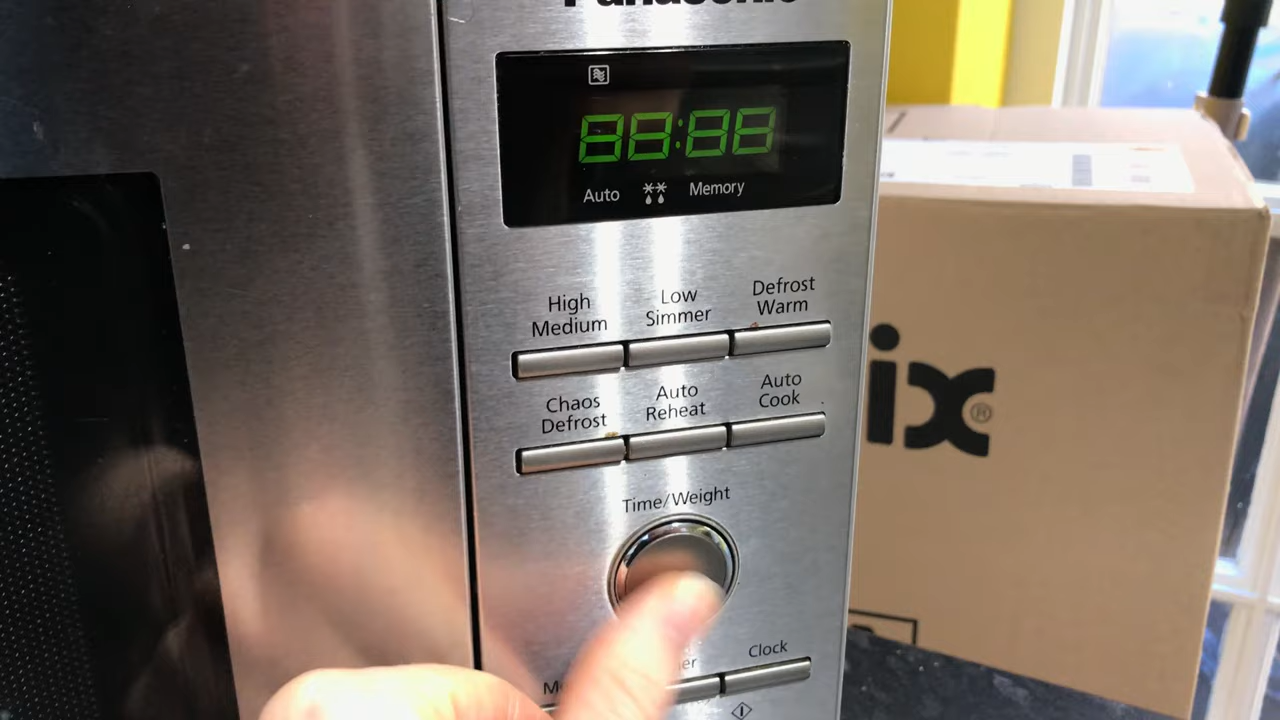 Panasonic
88:88
Auto Memory
High
Medium
Low
Simmer
Defrost
Warm
Chaos
Defrost
Auto
Reheat
Auto
Cook
Time/Weight
Clock
ix®